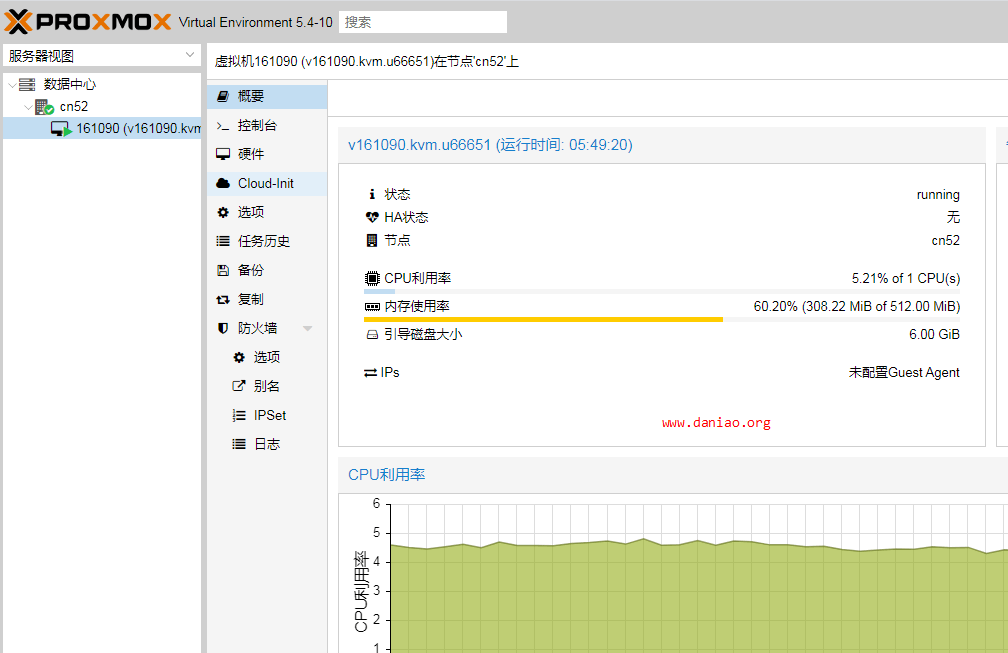 PROXMOX Virtual Environment 5.4-10 搜索
服务器视图
数据中心
cn52
161090 (v161090.kvm
虚拟机161090 (v161090.kvm.u66651)在节点'cn52'上
概要
控制台
硬件
Cloud-Init
选项
任务历史
备份
复制
防火墙
选项
别名
IPSet
日志
v161090.kvm.u66651 (运行时间: 05:49:20)
状态 running
HA状态 无
节点 cn52
CPU利用率 5.21% of 1 CPU(s)
内存使用率 60.20% (308.22 MiB of 512.00 MiB)
引导磁盘大小 6.00 GiB
IPs 未配置Guest Agent
www.daniao.org
CPU利用率
6
5
4
3
2
1
CPU利用率